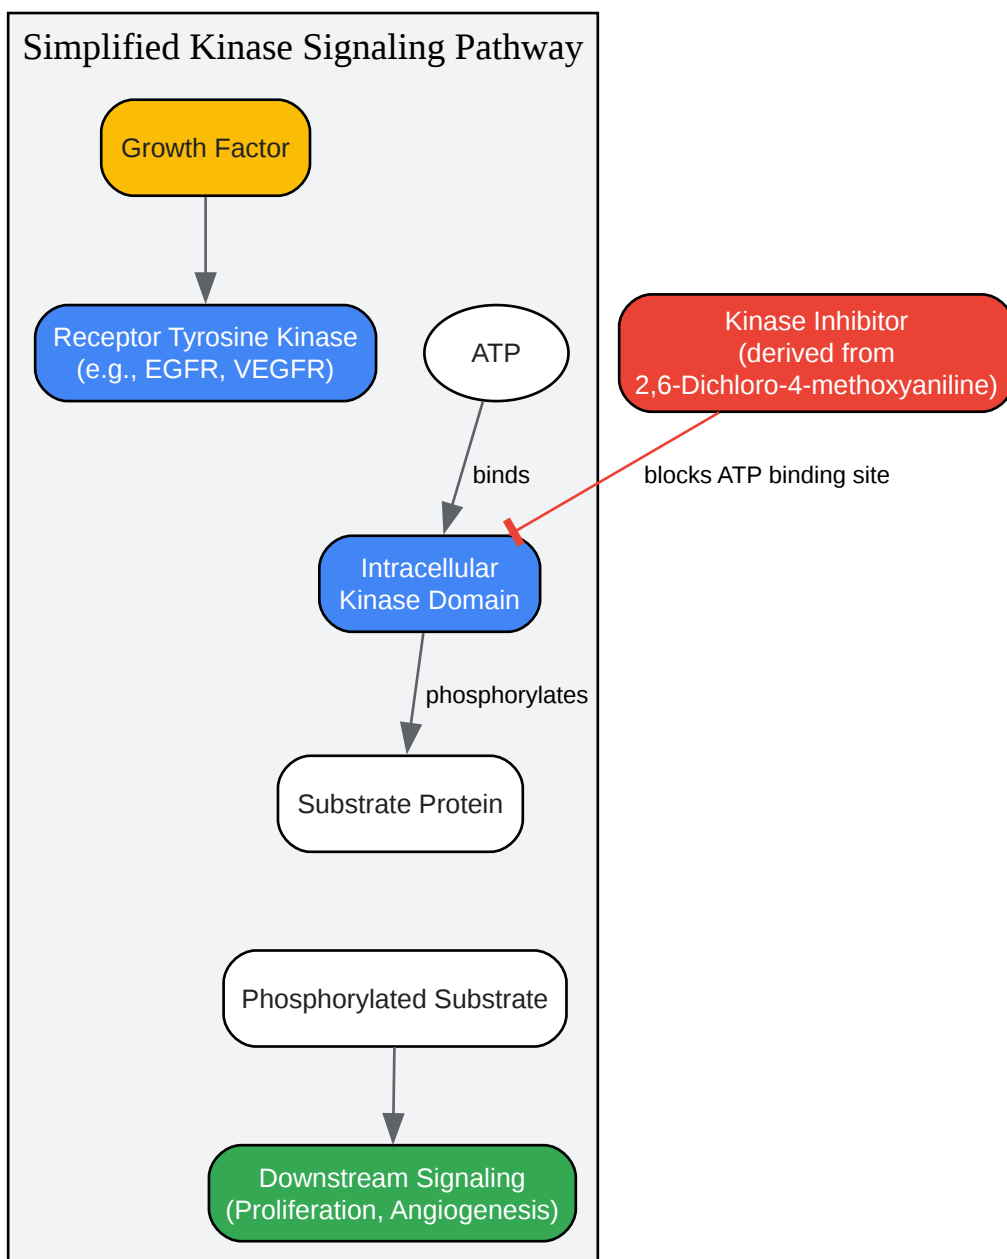 Simplified Kinase Signaling Pathway
Growth Factor
Receptor Tyrosine Kinase
(e.g., EGFR, VEGFR)
ATP
Kinase Inhibitor
(derived from
2,6-Dichloro-4-methoxyaniline)
binds
blocks ATP binding site
Intracellular
Kinase Domain
phosphorylates
Substrate Protein
Phosphorylated Substrate
Downstream Signaling
(Proliferation, Angiogenesis)